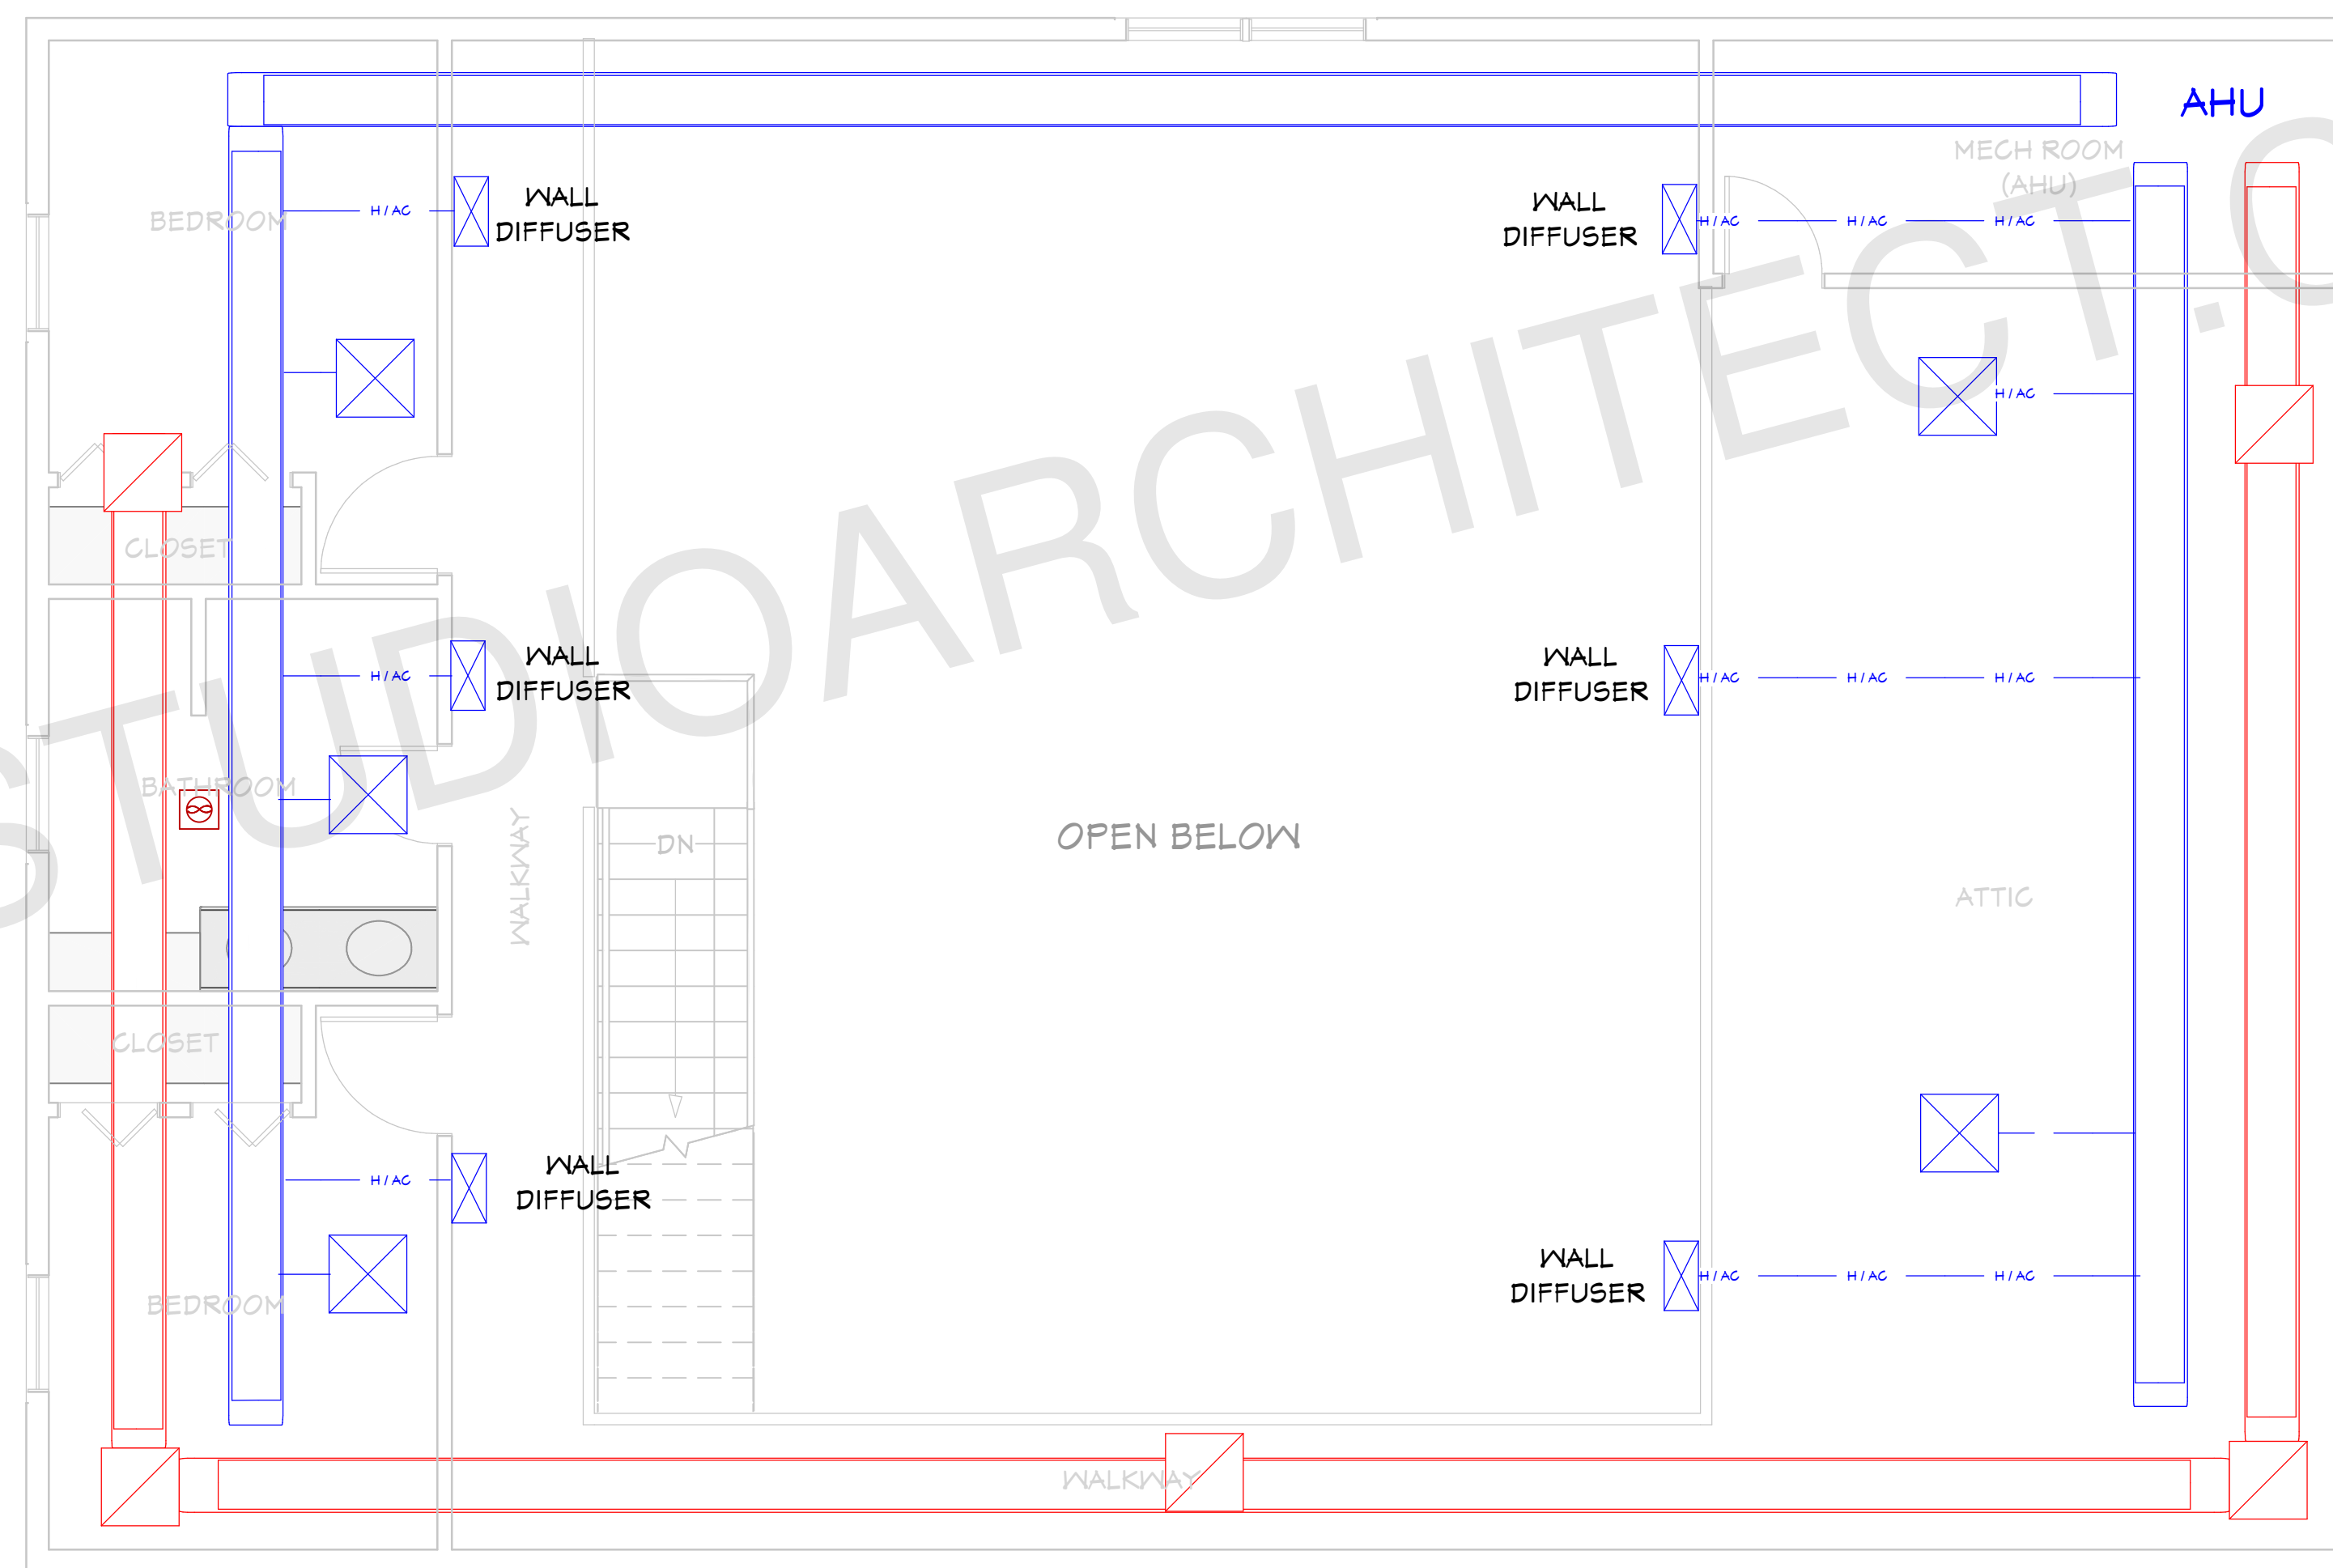 AHU
MECH ROOM
(AHU)
BEDROOM
H / AC
WALL
DIFFUSER
WALL
DIFFUSER
H / AC
H / AC
H / AC
H / AC
CLOSET
H / AC
WALL
DIFFUSER
WALL
DIFFUSER
H / AC
H / AC
H / AC
BATHROOM
WALKWAY
DN
OPEN BELOW
ATTIC
CLOSET
H / AC
WALL
DIFFUSER
WALL
DIFFUSER
H / AC
H / AC
H / AC
BEDROOM
WALKWAY
STUDIOARCHITECT.C